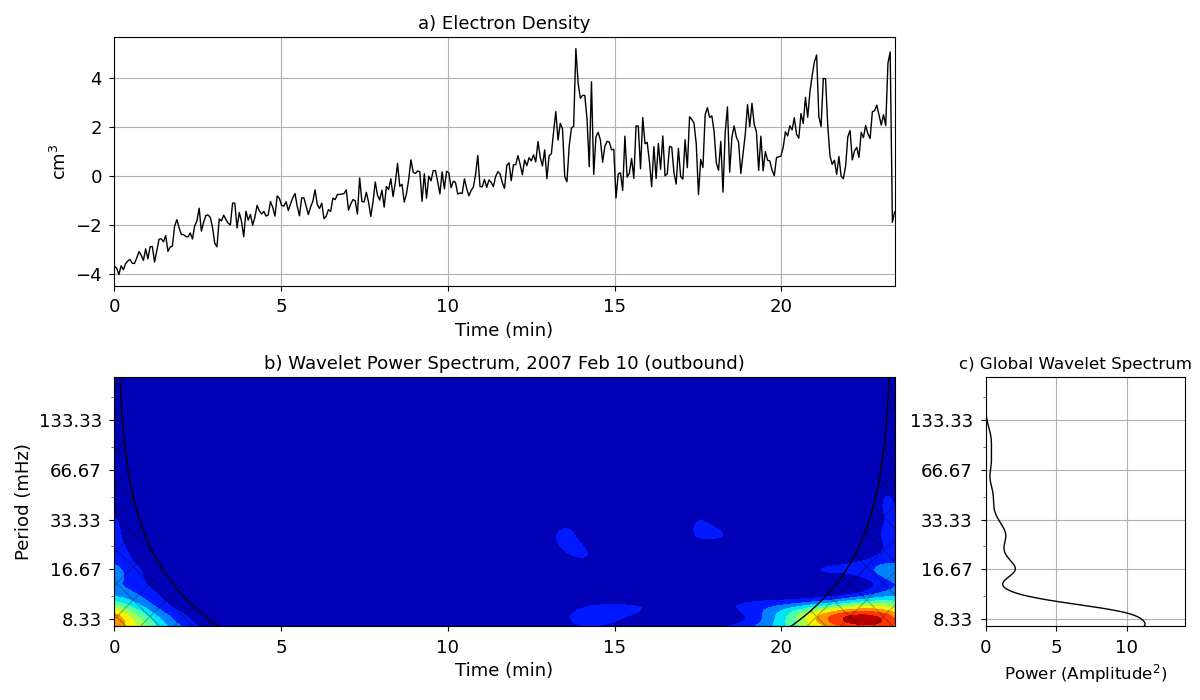 a) Electron Density
cm³
4
2
0
−2
−4
0 5 10 15 20
Time (min)
b) Wavelet Power Spectrum, 2007 Feb 10 (outbound)
Period (mHz)
133.33
66.67
33.33
16.67
8.33
0 5 10 15 20
Time (min)
c) Global Wavelet Spectrum
133.33
66.67
33.33
16.67
8.33
0 5 10
Power (Amplitude²)